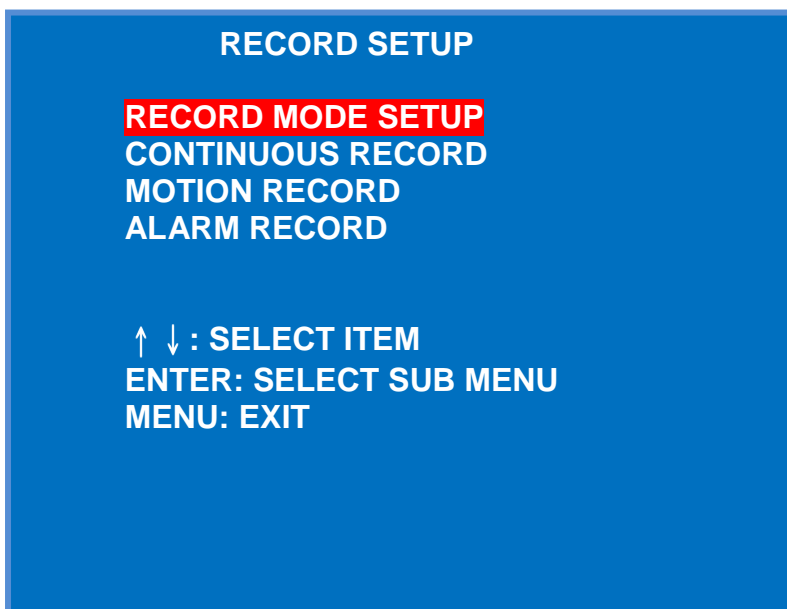 RECORD SETUP
RECORD MODE SETUP
CONTINUOUS RECORD
MOTION RECORD
ALARM RECORD
↑ ↓ : SELECT ITEM
ENTER: SELECT SUB MENU
MENU: EXIT